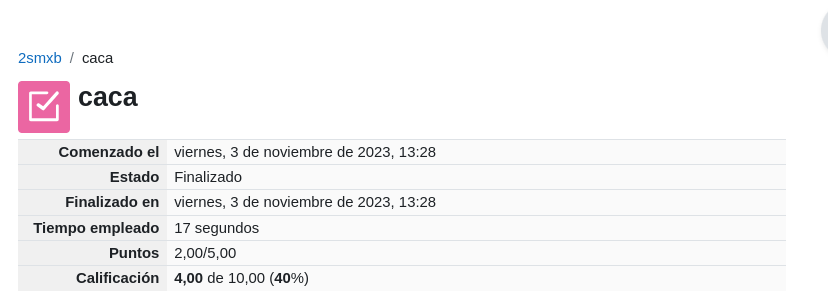 2smxb / caca
caca
Comenzado el viernes, 3 de noviembre de 2023, 13:28
Estado Finalizado
Finalizado en viernes, 3 de noviembre de 2023, 13:28
Tiempo empleado 17 segundos
Puntos 2,00/5,00
Calificación 4,00 de 10,00 (40%)